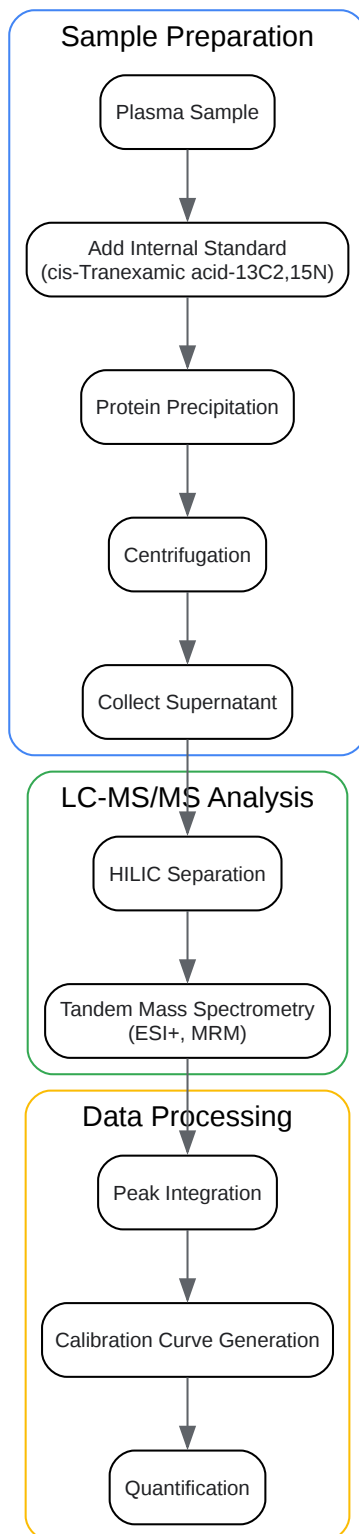 Sample Preparation
Plasma Sample
Add Internal Standard
(cis-Tranexamic acid-13C2,15N)
Protein Precipitation
Centrifugation
Collect Supernatant
LC-MS/MS Analysis
HILIC Separation
Tandem Mass Spectrometry
(ESI+, MRM)
Data Processing
Peak Integration
Calibration Curve Generation
Quantification